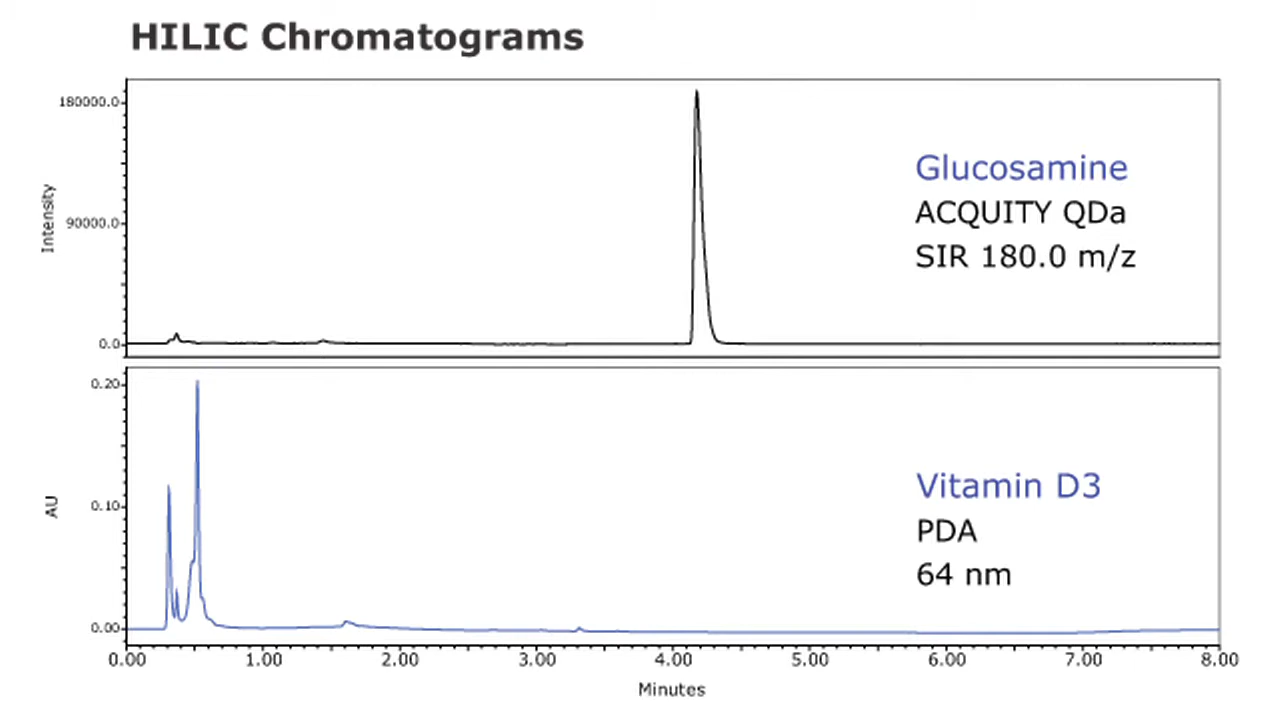 HILIC Chromatograms
180000.0
90000.0
0.0
Intensity
Glucosamine
ACQUITY QDa
SIR 180.0 m/z
0.20
0.10
0.00
AU
Vitamin D3
PDA
64 nm
0.00 1.00 2.00 3.00 4.00 5.00 6.00 7.00 8.00
Minutes